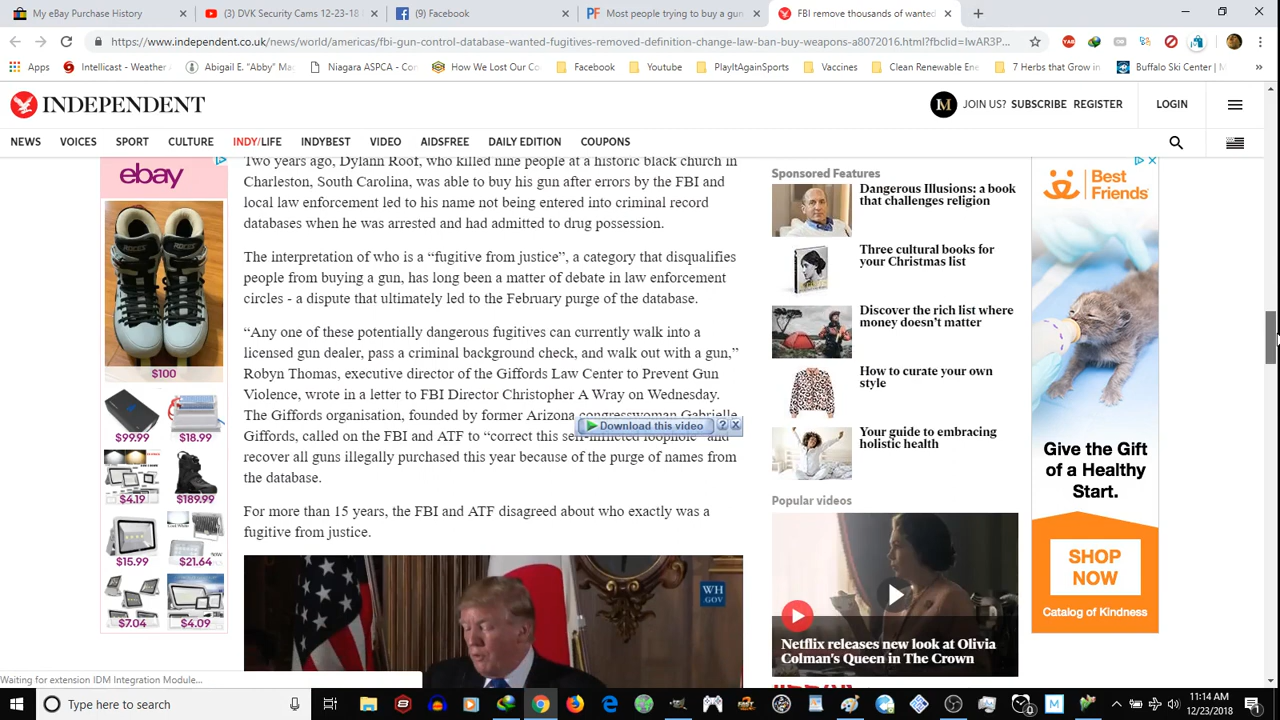 My eBay Purchase History
(3) DVK Security Cams 12-23-18
(9) Facebook
Most people trying to buy a gun
FBI remove thousands of wanted
https://www.independent.co.uk/news/world/americas/fbi-gun-control-database-wanted-fugitives-removed-definition-change-law-ban-buy-weapons-a8072016.html?fbclid=IwAR3P...
Apps
Intellicast - Weather
Abigail E. "Abby" Ma
Niagara ASPCA - Con
How We Lost Our Co
Facebook
Youtube
PlayItAgainSports
Vaccines
Clean Renewable Ene
7 Herbs that Grow in
Buffalo Ski Center |
INDEPENDENT
JOIN US? SUBSCRIBE REGISTER
LOGIN
NEWS VOICES SPORT CULTURE INDY/LIFE INDYBEST VIDEO AIDSFREE DAILY EDITION COUPONS
ebay
$100
$99.99 $18.99
$4.19 $189.99
$15.99 $21.64
$7.04 $4.09
Two years ago, Dylann Roof, who killed nine people at a historic black church in
Charleston, South Carolina, was able to buy his gun after errors by the FBI and
local law enforcement led to his name not being entered into criminal record
databases when he was arrested and had admitted to drug possession.
The interpretation of who is a “fugitive from justice”, a category that disqualifies
people from buying a gun, has long been a matter of debate in law enforcement
circles - a dispute that ultimately led to the February purge of the database.
“Any one of these potentially dangerous fugitives can currently walk into a
licensed gun dealer, pass a criminal background check, and walk out with a gun,”
Robyn Thomas, executive director of the Giffords Law Center to Prevent Gun
Violence, wrote in a letter to FBI Director Christopher A Wray on Wednesday.
The Giffords organisation, founded by former Arizona congresswoman Gabrielle
Download this video ?
Giffords, called on the FBI and ATF to “correct this self-inflicted loophole” and
recover all guns illegally purchased this year because of the purge of names from
the database.
For more than 15 years, the FBI and ATF disagreed about who exactly was a
fugitive from justice.
WH
GOV
Sponsored Features
Dangerous Illusions: a book
that challenges religion
Three cultural books for
your Christmas list
Discover the rich list where
money doesn’t matter
How to curate your own
style
Your guide to embracing
holistic health
Popular videos
Netflix releases new look at Olivia
Colman's Queen in The Crown
Best
Friends
Give the Gift
of a Healthy
Start.
SHOP
NOW
Catalog of Kindness
Waiting for extension IDM Integration Module...
Type here to search
11:14 AM
12/23/2018